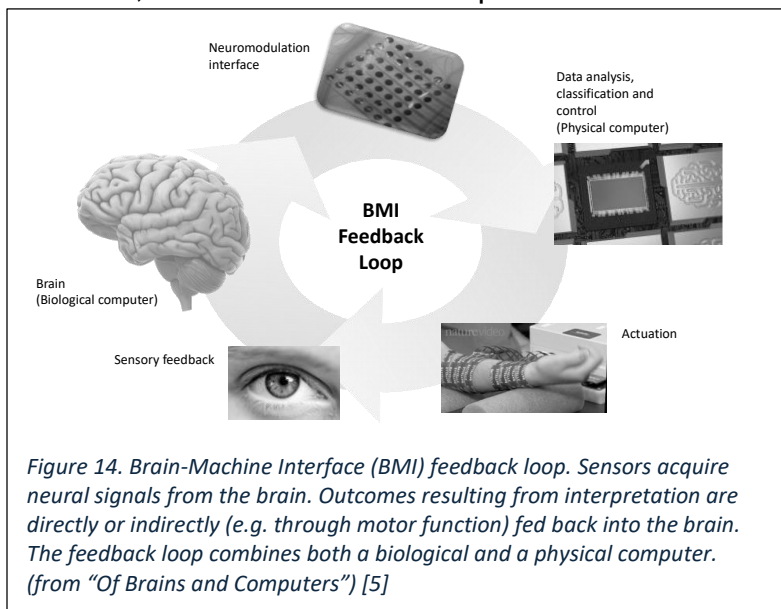 Neuromodulation
interface
Data analysis,
classification and
control
(Physical computer)
BMI
Feedback
Loop
Brain
(Biological computer)
Actuation
naturevideo
Sensory feedback
Figure 14. Brain-Machine Interface (BMI) feedback loop. Sensors acquire
neural signals from the brain. Outcomes resulting from interpretation are
directly or indirectly (e.g. through motor function) fed back into the brain.
The feedback loop combines both a biological and a physical computer.
(from “Of Brains and Computers”) [5]